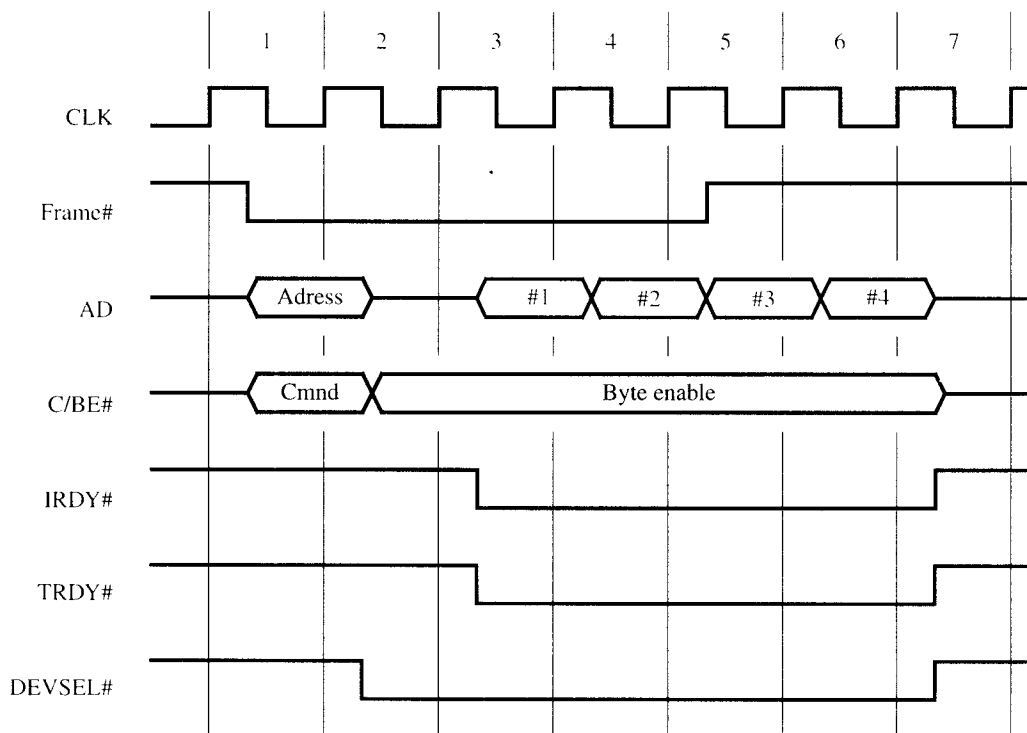 1 2 3 4 5 6 7
CLK
Frame#
AD
Adress
#1 #2 #3 #4
C/BE#
Cmnd
Byte enable
IRDY#
TRDY#
DEVSEL#